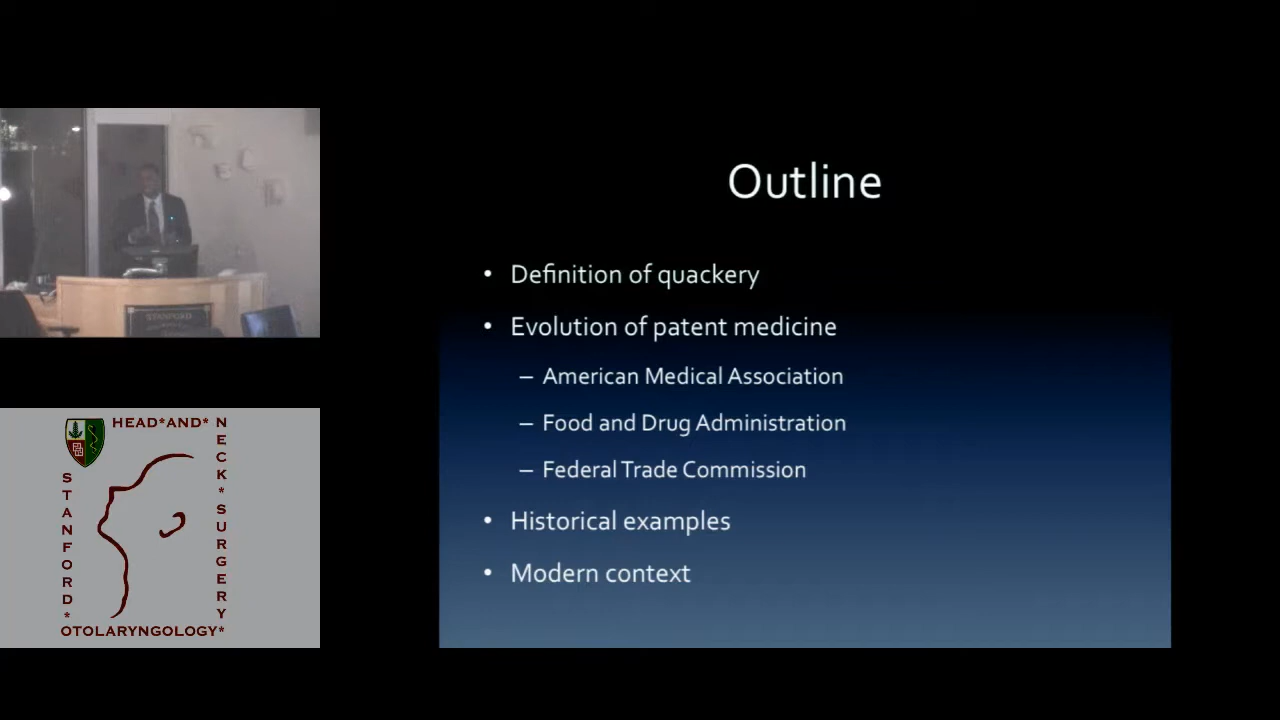 Outline
• Definition of quackery
• Evolution of patent medicine
– American Medical Association
– Food and Drug Administration
– Federal Trade Commission
• Historical examples
• Modern context
STANFORD
HEAD*AND*
NECK*SURGERY
STANFORD*
OTOLARYNGOLOGY*